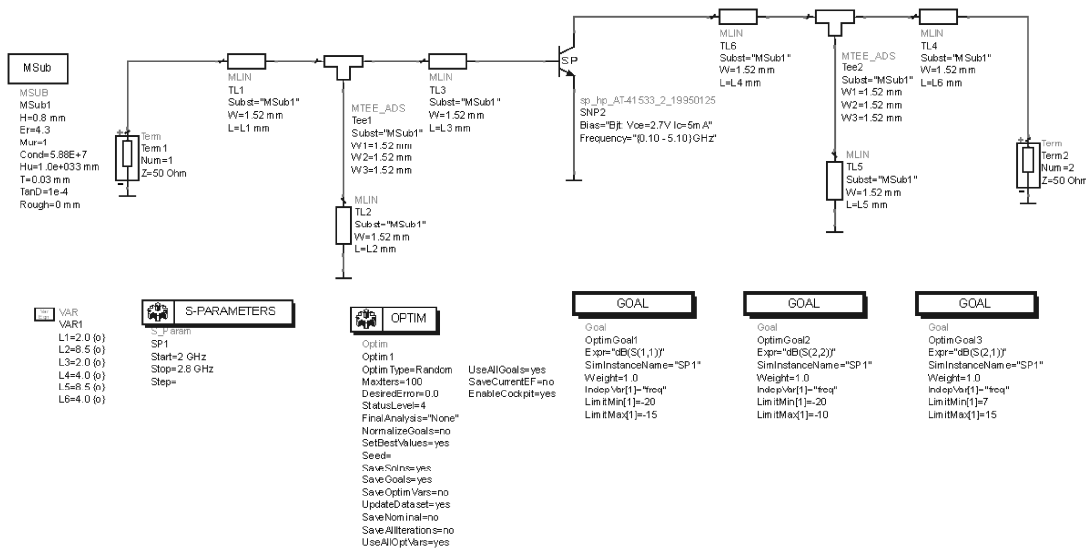 MSub
MSUB
MSub1
H=0.8 mm
Er=4.3
Mur=1
Cond=5.88E+7
Hu=1.0e+033 mm
T=0.03 mm
TanD=1e-4
Rough=0 mm
Term
Term1
Num=1
Z=50 Ohm
MLIN
TL1
Subst="MSub1"
W=1.52 mm
L=L1 mm
MTEE_ADS
Tee1
Subst="MSub1"
W1=1.52 mm
W2=1.52 mm
W3=1.52 mm
MLIN
TL2
Subst="MSub1"
W=1.52 mm
L=L2 mm
MLIN
TL3
Subst="MSub1"
W=1.52 mm
L=L3 mm
SP
sp_hp_AT-41533_2_19950125
SNP2
Bias="Bjt: Vce=2.7V Ic=5mA"
Frequency="{0.10 - 5.10} GHz"
MLIN
TL6
Subst="MSub1"
W=1.52 mm
L=L4 mm
MTEE_ADS
Tee2
Subst="MSub1"
W1=1.52 mm
W2=1.52 mm
W3=1.52 mm
MLIN
TL4
Subst="MSub1"
W=1.52 mm
L=L6 mm
MLIN
TL5
Subst="MSub1"
W=1.52 mm
L=L5 mm
Term
Term2
Num=2
Z=50 Ohm
VAR
VAR1
L1=2.0 {o}
L2=8.5 {o}
L3=2.0 {o}
L4=4.0 {o}
L5=8.5 {o}
L6=4.0 {o}
S-PARAMETERS
S_Param
SP1
Start=2 GHz
Stop=2.8 GHz
Step=
OPTIM
Optim
Optim1
OptimType=Random
MaxIters=100
DesiredError=0.0
StatusLevel=4
FinalAnalysis="None"
NormalizeGoals=no
SetBestValues=yes
Seed=
SaveSolns=yes
SaveGoals=yes
SaveOptimVars=no
UpdateDataset=yes
SaveNominal=no
SaveAllIterations=no
UseAllOptVars=yes
UseAllGoals=yes
SaveCurrentEF=no
EnableCockpit=yes
GOAL
Goal
OptimGoal1
Expr="dB(S(1,1))"
SimInstanceName="SP1"
Weight=1.0
IndepVar[1]="freq"
LimitMin[1]=-20
LimitMax[1]=-15
GOAL
Goal
OptimGoal2
Expr="dB(S(2,2))"
SimInstanceName="SP1"
Weight=1.0
IndepVar[1]="freq"
LimitMin[1]=-20
LimitMax[1]=-10
GOAL
Goal
OptimGoal3
Expr="dB(S(2,1))"
SimInstanceName="SP1"
Weight=1.0
IndepVar[1]="freq"
LimitMin[1]=7
LimitMax[1]=15